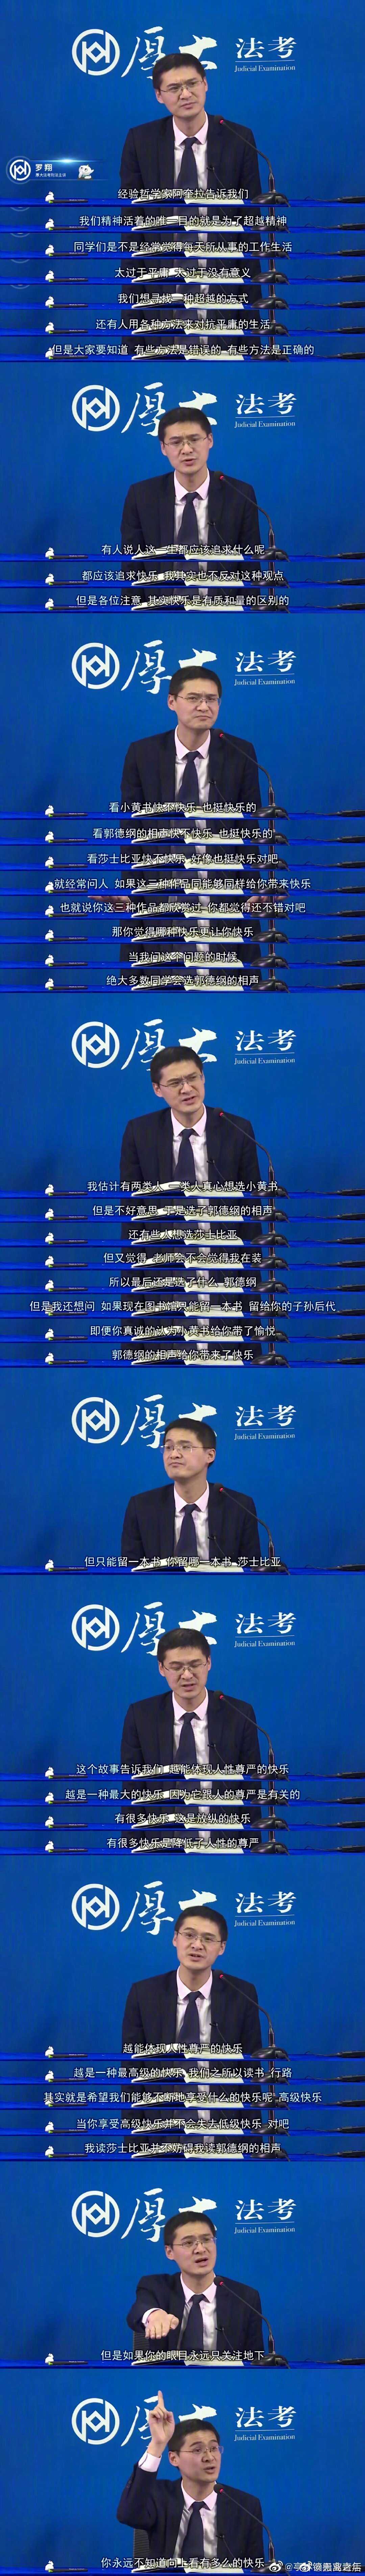 厚大 法考
Judicial Examination
罗翔
厚大法考刑法主讲
经验哲学家阿奎拉告诉我们
我们精神活着的唯一目的就是为了超越精神
同学们是不是经常觉得每天所从事的工作生活
太过于平庸 太过于没有意义
我们想寻找一种超越的方式
还有人用各种方法来对抗平庸的生活
但是大家要知道 有些方法是错误的 有些方法是正确的
厚大 法考
Judicial Examination
有人说人这一生都应该追求什么呢
都应该追求快乐 我其实也不反对这种观点
但是各位注意 其实快乐是有质和量的区别的
厚大 法考
Judicial Examination
看小黄书快不快乐 也挺快乐的
看郭德纲的相声快不快乐 也挺快乐的
看莎士比亚快不快乐 好像也挺快乐对吧
就经常问人 如果这三种作品同能够同样给你带来快乐
也就说你这三种作品都欣赏过 你都觉得还不错对吧
那你觉得哪种快乐更让你快乐
当我问这个问题的时候
绝大多数同学会选郭德纲的相声
厚大 法考
Judicial Examination
我估计有两类人 一类人真心想选小黄书
但是不好意思 于是选了郭德纲的相声
还有些人想选莎士比亚
但又觉得 老师会不会觉得我在装
所以最后还是选了什么 郭德纲
但是我还想问 如果现在图书馆只能留一本书 留给你的子孙后代
即便你真诚的认为小黄书给你带了愉悦
郭德纲的相声给你带来了快乐
厚大 法考
Judicial Examination
但只能留一本书 你留哪一本书 莎士比亚
厚大 法考
Judicial Examination
这个故事告诉我们 越能体现人性尊严的快乐
越是一种最大的快乐 因为它跟人的尊严是有关的
有很多快乐 这是放纵的快乐
有很多快乐是降低了人性的尊严
厚大 法考
Judicial Examination
越能体现人性尊严的快乐
越是一种最高级的快乐 我们之所以读书 行路
其实就是希望我们能够不断地享受什么的快乐呢 高级快乐
当你享受高级快乐并不会失去低级快乐 对吧
我读莎士比亚并不妨碍我读郭德纲的相声
厚大 法考
Judicial Examination
但是如果你的眼目永远只关注地下
厚大 法考
Judicial Examination
你永远不知道向上看有多么的快乐